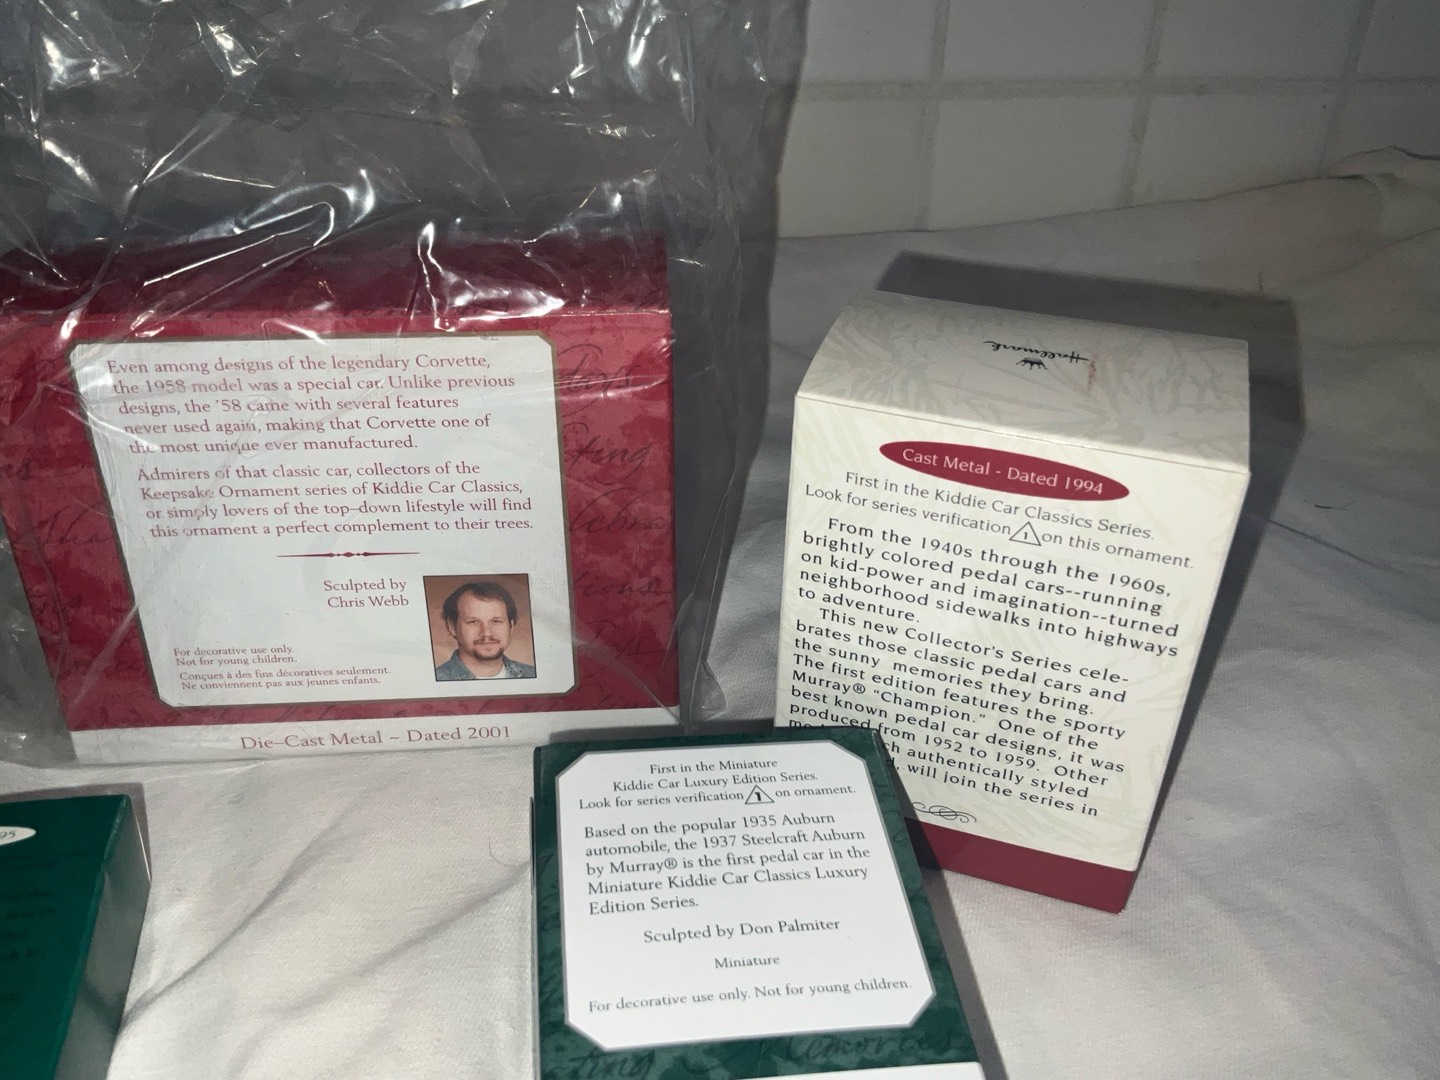 Even among designs of the legendary Corvette,
the 1958 model was a special car. Unlike previous
designs, the '58 came with several features
never used again, making that Corvette one of
the most unique ever manufactured.
Admirers of that classic car, collectors of the
Keepsake Ornament series of Kiddie Car Classics,
or simply lovers of the top–down lifestyle will find
this ornament a perfect complement to their trees.
Sculpted by
Chris Webb
For decorative use only.
Not for young children.
Conçues à des fins décoratives seulement.
Ne conviennent pas aux jeunes enfants.
Die–Cast Metal ~ Dated 2001
Hallmark
Cast Metal - Dated 1994
First in the Kiddie Car Classics Series.
Look for series verification 1 on this ornament.
From the 1940s through the 1960s,
brightly colored pedal cars--running
on kid-power and imagination--turned
neighborhood sidewalks into highways
to adventure.
This new Collector's Series cele-
brates those classic pedal cars and
the sunny memories they bring.
The first edition features the sporty
Murray® "Champion." One of the
best known pedal car designs, it was
produced from 1952 to 1959. Other
authentically styled
will join the series in
First in the Miniature
Kiddie Car Luxury Edition Series.
Look for series verification 1 on ornament.
Based on the popular 1935 Auburn
automobile, the 1937 Steelcraft Auburn
by Murray® is the first pedal car in the
Miniature Kiddie Car Classics Luxury
Edition Series.
Sculpted by Don Palmiter
Miniature
For decorative use only. Not for young children.